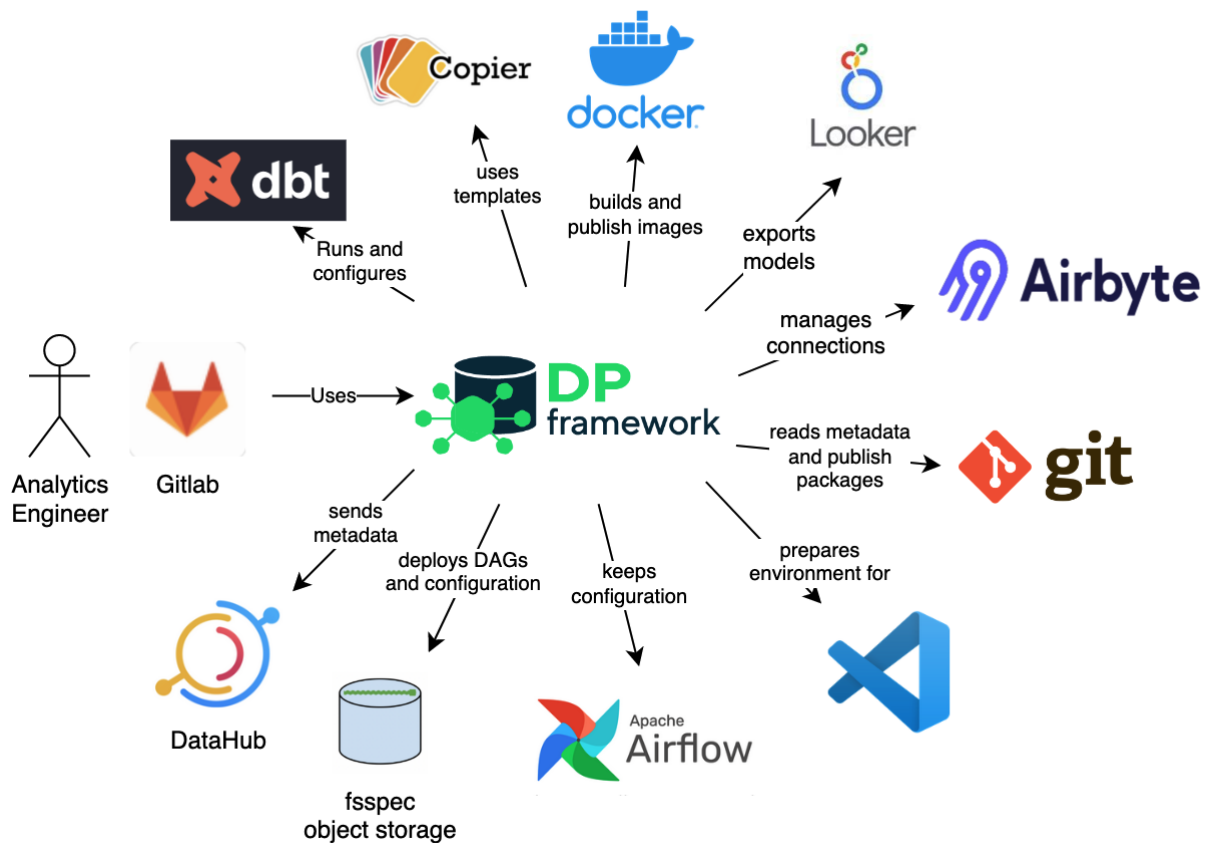 Copier
docker
Looker
dbt
uses
templates
builds and
publish images
exports
models
Runs and
configures
Airbyte
manages
connections
Analytics
Engineer
Gitlab
Uses
DP
framework
reads metadata
and publish
packages
git
sends
metadata
deploys DAGs
and configuration
keeps
configuration
prepares
environment for
DataHub
fsspec
object storage
Apache
Airflow